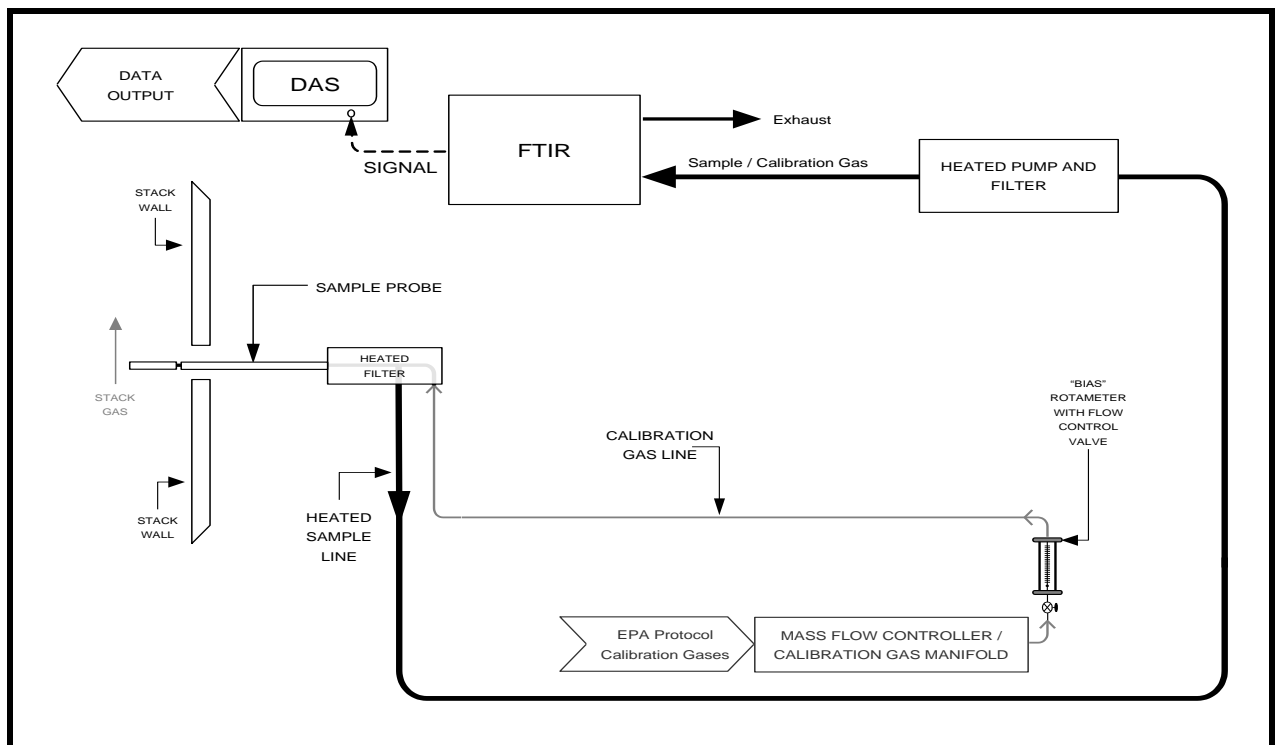 DATA
OUTPUT
DAS
SIGNAL
FTIR
Exhaust
Sample / Calibration Gas
HEATED PUMP AND
FILTER
STACK
WALL
SAMPLE PROBE
HEATED
FILTER
STACK
GAS
STACK
WALL
HEATED
SAMPLE
LINE
CALIBRATION
GAS LINE
“BIAS”
ROTAMETER
WITH FLOW
CONTROL
VALVE
EPA Protocol
Calibration Gases
MASS FLOW CONTROLLER /
CALIBRATION GAS MANIFOLD